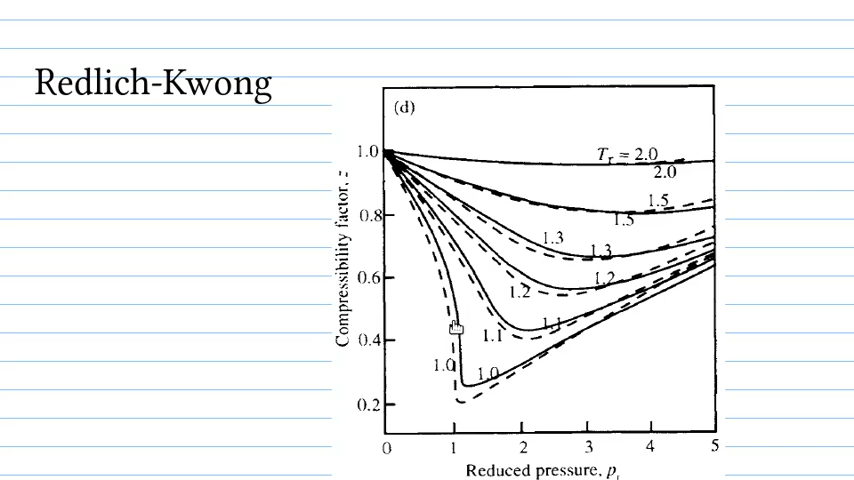 Redlich-Kwong
(d)
1.0
0.8
0.6
0.4
0.2
Compressibility factor, z
T_r = 2.0
2.0
1.5
1.5
1.3
1.3
1.2
1.2
1.1
1.1
1.0
1.0
0 1 2 3 4 5
Reduced pressure, p_r